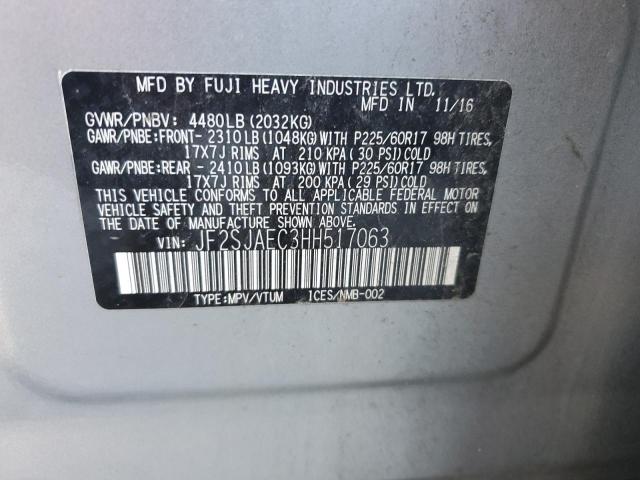 MFD BY FUJI HEAVY INDUSTRIES LTD.
MFD IN 11/16
GVWR/PNBV: 4480LB (2032KG)
GAWR/PNBE:FRONT- 2310LB (1048KG) WITH P225/60R17 98H TIRES,
17X7J RIMS AT 210 KPA (30 PSI) COLD
GAWR/PNBE:REAR - 2410LB (1093KG) WITH P225/60R17 98H TIRES,
17X7J RIMS AT 200 KPA (29 PSI) COLD
THIS VEHICLE CONFORMS TO ALL APPLICABLE FEDERAL MOTOR
VEHICLE SAFETY AND THEFT PREVENTION STANDARDS IN EFFECT ON
THE DATE OF MANUFACTURE SHOWN ABOVE.
VIN: JF2SJAEC3HH517063
TYPE:MPV/VTUM ICES/NMB-002